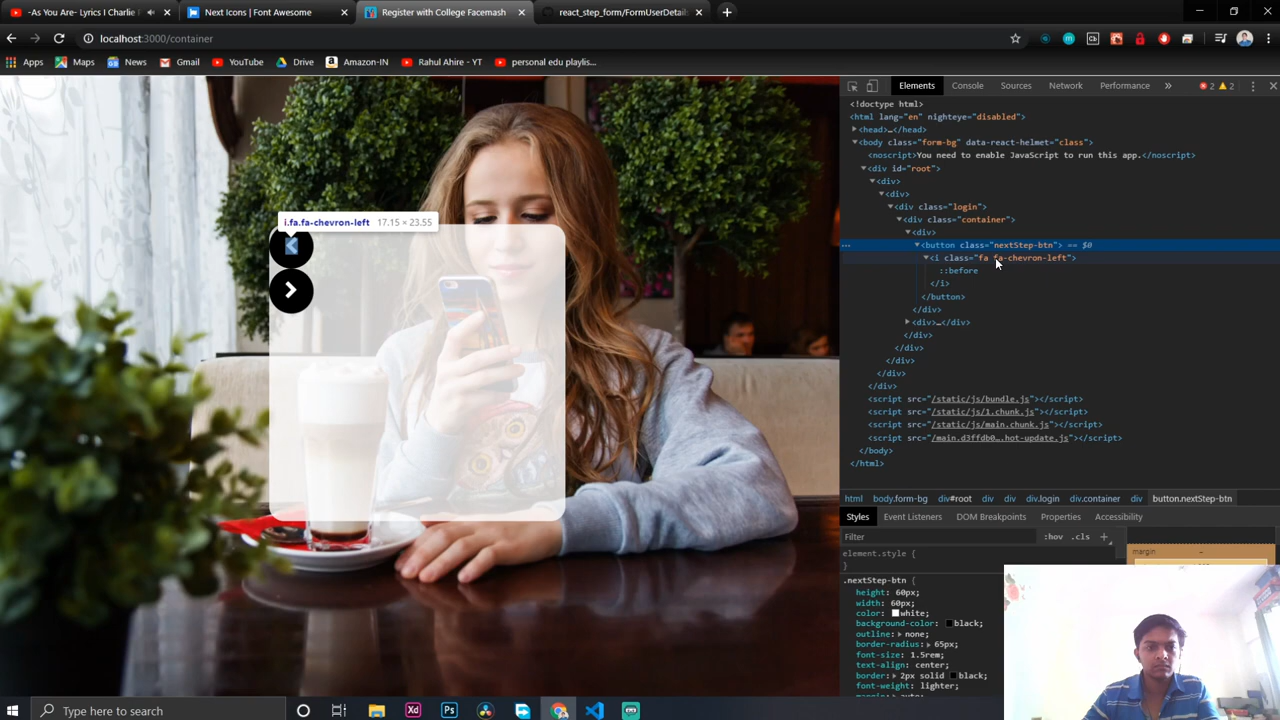 -As You Are- Lyrics I Charlie I
Next Icons | Font Awesome
Register with College Facemash
react_step_form/FormUserDetails
localhost:3000/container
Apps
Maps
News
Gmail
YouTube
Drive
Amazon-IN
Rahul Ahire - YT
personal edu playlis...
i.fa.fa-chevron-left 17.15 × 23.55
Elements Console Sources Network Performance » 2 2
<!doctype html>
<html lang="en" nighteye="disabled">
<head>…</head>
<body class="form-bg" data-react-helmet="class">
<noscript>You need to enable JavaScript to run this app.</noscript>
<div id="root">
<div>
<div>
<div class="login">
<div class="container">
<div>
<button class="nextStep-btn"> == $0
<i class="fa fa-chevron-left">
::before
</i>
</button>
</div>
<div>…</div>
</div>
</div>
</div>
</div>
</div>
<script src="/static/js/bundle.js"></script>
<script src="/static/js/1.chunk.js"></script>
<script src="/static/js/main.chunk.js"></script>
<script src="/main.d3ffdb0….hot-update.js"></script>
</body>
</html>
html body.form-bg div#root div div div.login div.container div button.nextStep-btn
Styles Event Listeners DOM Breakpoints Properties Accessibility
Filter :hov .cls +
element.style {
}
margin –
.nextStep-btn {
height: 60px;
width: 60px;
color: white;
background-color: black;
outline: none;
border-radius: 65px;
font-size: 1.5rem;
text-align: center;
border: 2px solid black;
font-weight: lighter;
Type here to search
Xd
Ps